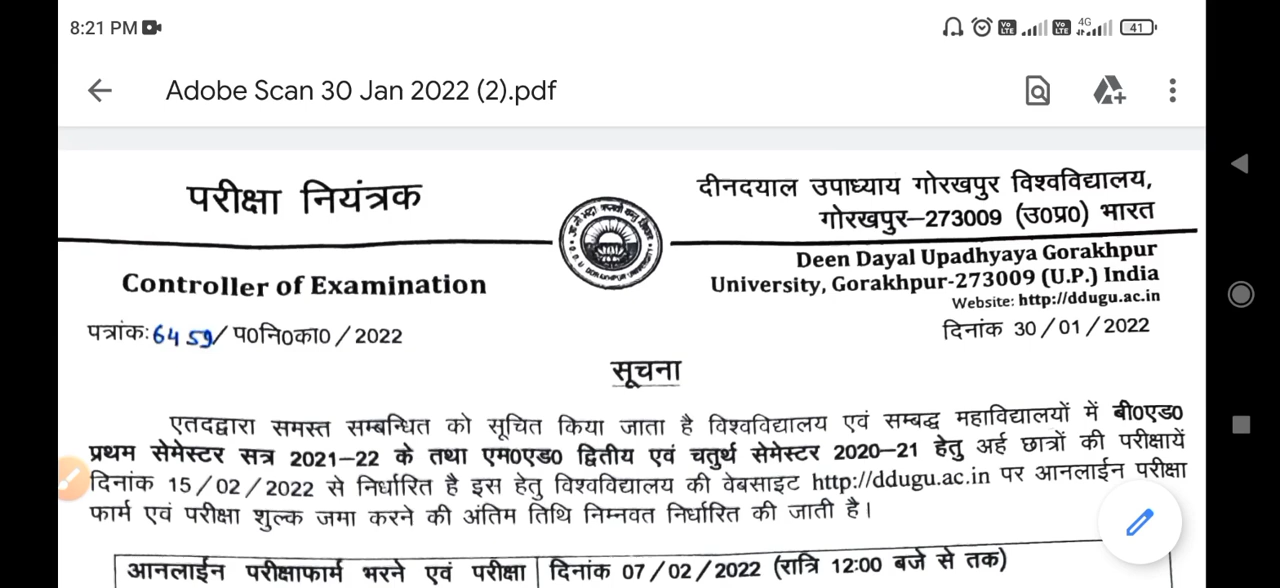 8:21 PM
4G
41
Adobe Scan 30 Jan 2022 (2).pdf
परीक्षा नियंत्रक
दीनदयाल उपाध्याय गोरखपुर विश्वविद्यालय,
गोरखपुर–273009 (उ0प्र0) भारत
Controller of Examination
Deen Dayal Upadhyaya Gorakhpur
University, Gorakhpur-273009 (U.P.) India
Website: http://ddugu.ac.in
पत्रांक: 6459/ प0नि0का0 / 2022
दिनांक 30 / 01 / 2022
सूचना
एतदद्वारा समस्त सम्बन्धित को सूचित किया जाता है विश्वविद्यालय एवं सम्बद्ध महाविद्यालयों में बी0एड0
प्रथम सेमेस्टर सत्र 2021–22 के तथा एम0एड0 द्वितीय एवं चतुर्थ सेमेस्टर 2020–21 हेतु अर्ह छात्रों की परीक्षायें
दिनांक 15 / 02 / 2022 से निर्धारित है इस हेतु विश्वविद्यालय की वेबसाइट http://ddugu.ac.in पर आनलाईन परीक्षा
फार्म एवं परीक्षा शुल्क जमा करने की अंतिम तिथि निम्नवत निर्धारित की जाती है।
आनलाईन परीक्षाफार्म भरने एवं परीक्षा दिनांक 07 / 02 / 2022 (रात्रि 12:00 बजे से तक)